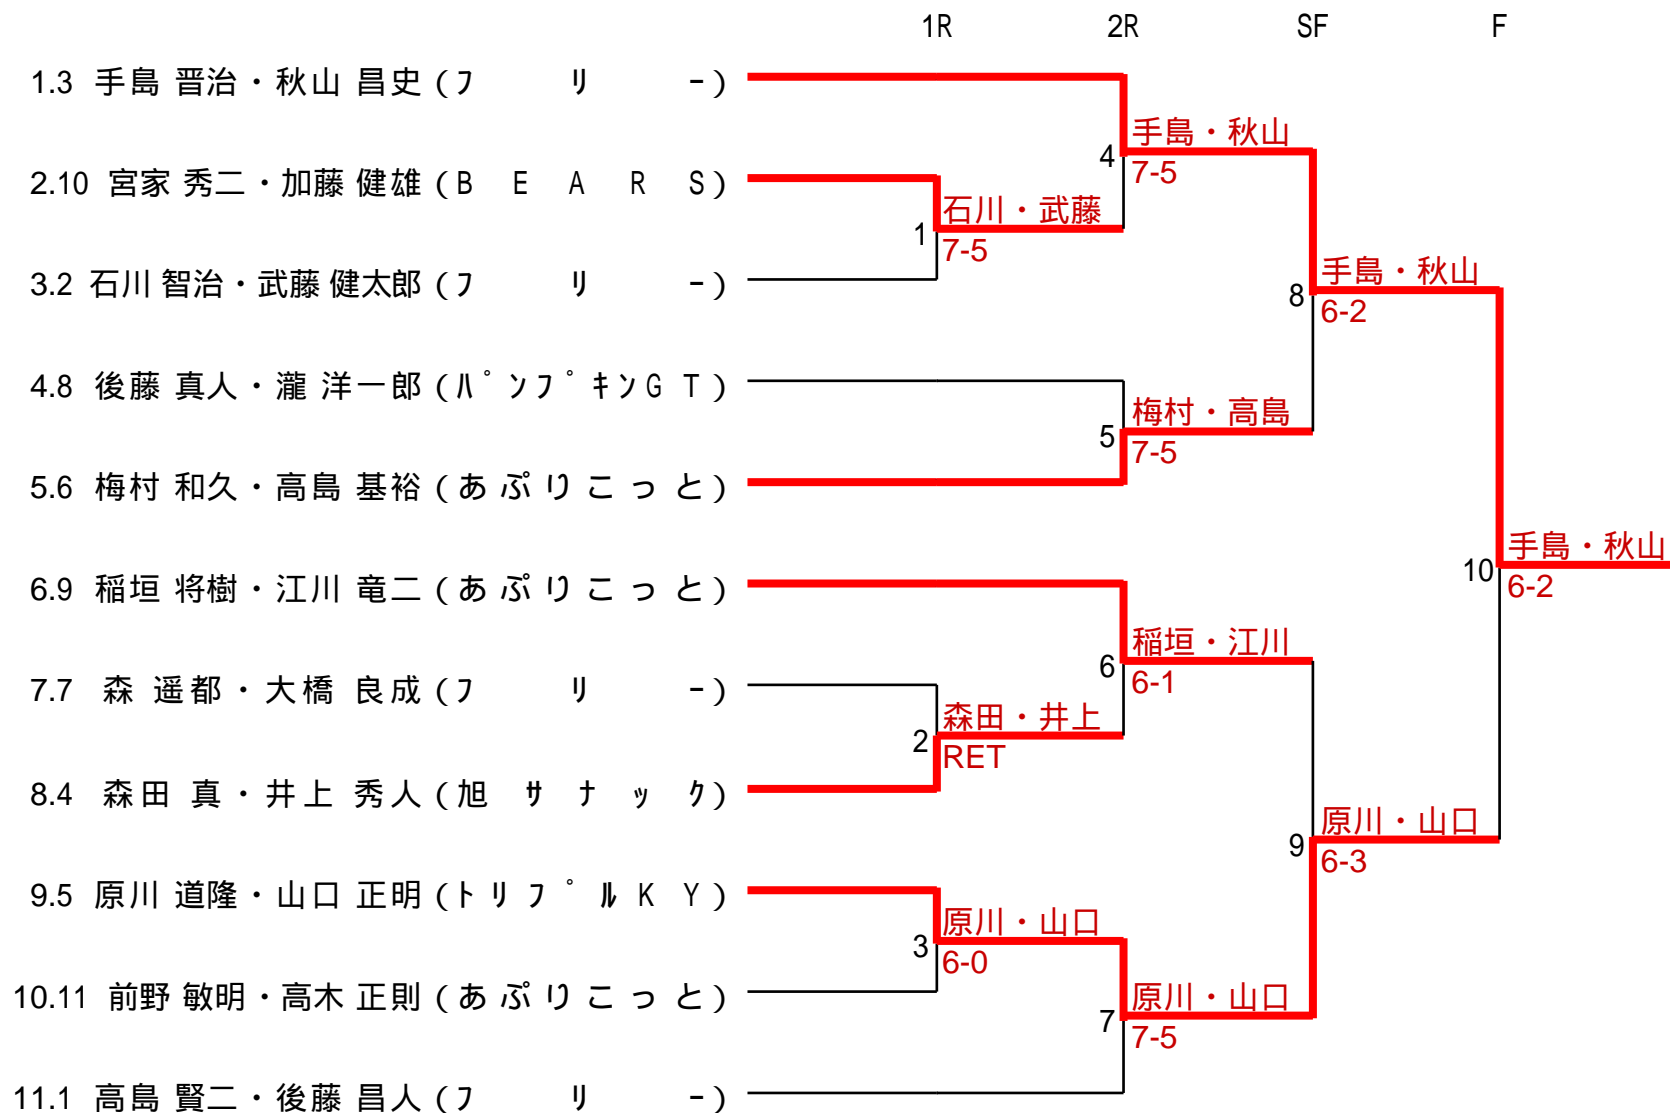 1R 2R SF F
1.3 手島 晋治・秋山 昌史 (フ リ ー)
手島・秋山
4
7-5
2.10 宮家 秀二・加藤 健雄 (B E A R S)
石川・武藤
1
7-5
3.2 石川 智治・武藤 健太郎 (フ リ ー)
手島・秋山
8
6-2
4.8 後藤 真人・瀧 洋一郎 (パンプキンG T)
梅村・高島
5
7-5
5.6 梅村 和久・高島 基裕 (あ ぷ り こ っ と)
手島・秋山
10
6-2
6.9 稲垣 将樹・江川 竜二 (あ ぷ り こ っ と)
稲垣・江川
6
6-1
7.7 森 遥都・大橋 良成 (フ リ ー)
森田・井上
2
RET
8.4 森田 真・井上 秀人 (旭 サ ナ ッ ク)
原川・山口
9
6-3
9.5 原川 道隆・山口 正明 (ト リ プ ル K Y)
原川・山口
3
6-0
10.11 前野 敏明・高木 正則 (あ ぷ り こ っ と)
原川・山口
7
7-5
11.1 高島 賢二・後藤 昌人 (フ リ ー)